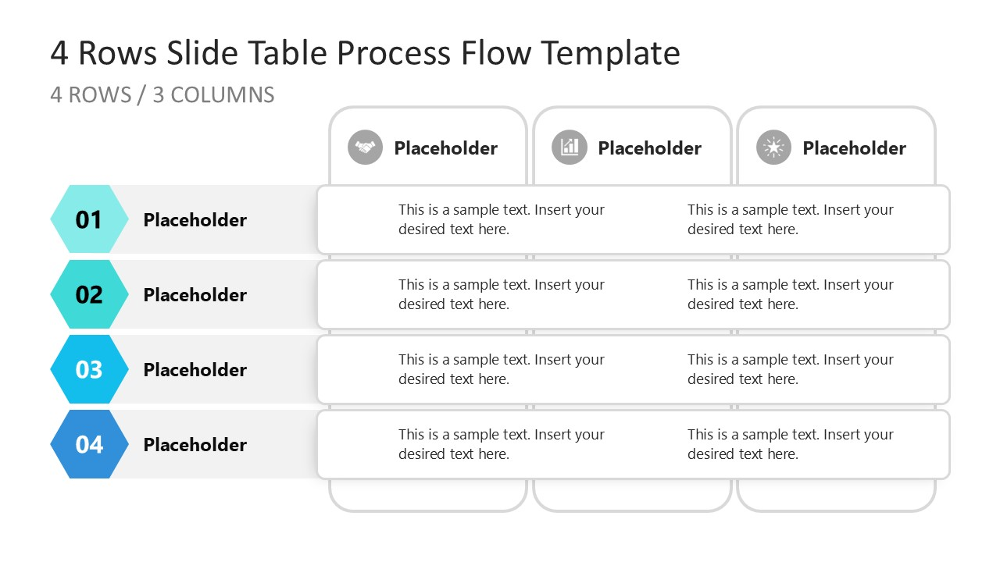 4 Rows Slide Table Process Flow Template
4 ROWS / 3 COLUMNS
Placeholder
Placeholder
Placeholder
01
Placeholder
This is a sample text. Insert your
desired text here.
This is a sample text. Insert your
desired text here.
02
Placeholder
This is a sample text. Insert your
desired text here.
This is a sample text. Insert your
desired text here.
03
Placeholder
This is a sample text. Insert your
desired text here.
This is a sample text. Insert your
desired text here.
04
Placeholder
This is a sample text. Insert your
desired text here.
This is a sample text. Insert your
desired text here.